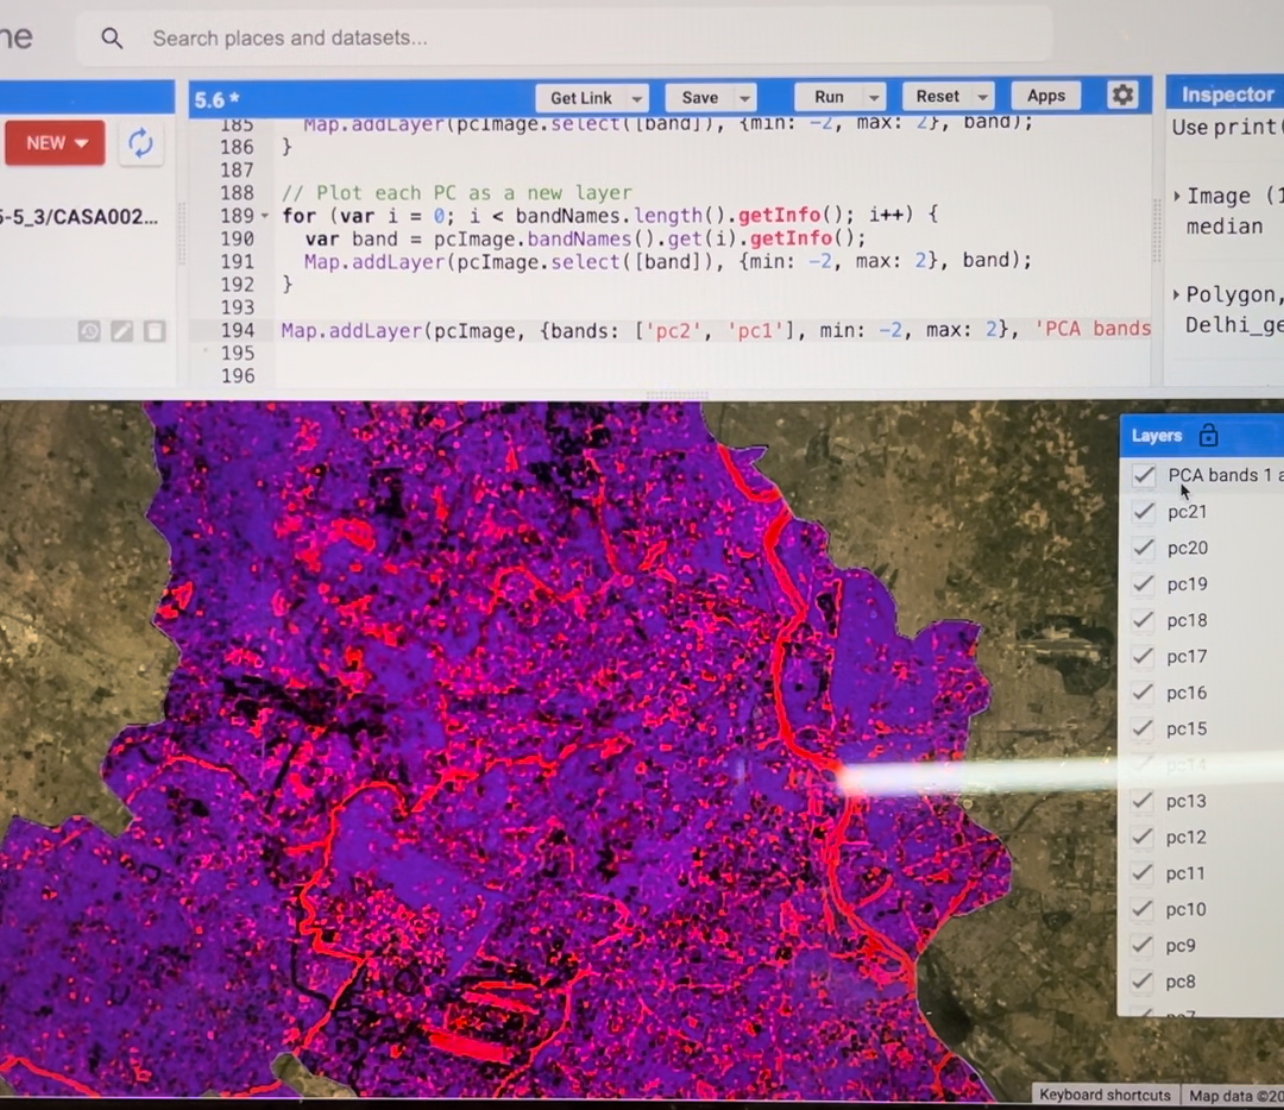 ne
Search places and datasets...
5.6 *
Get Link
Save
Run
Reset
Apps
Inspector
NEW
5-5_3/CASA002...
185 Map.addLayer(pcImage.select([band]), {min: -2, max: 2}, band);
186 }
187
188 // Plot each PC as a new layer
189 for (var i = 0; i < bandNames.length().getInfo(); i++) {
190 var band = pcImage.bandNames().get(i).getInfo();
191 Map.addLayer(pcImage.select([band]), {min: -2, max: 2}, band);
192 }
193
194 Map.addLayer(pcImage, {bands: ['pc2', 'pc1'], min: -2, max: 2}, 'PCA bands
195
196
Use print(
Image (1
median
Polygon,
Delhi_ge
Layers
PCA bands 1 a
pc21
pc20
pc19
pc18
pc17
pc16
pc15
pc14
pc13
pc12
pc11
pc10
pc9
pc8
pc7
Keyboard shortcuts
Map data ©20